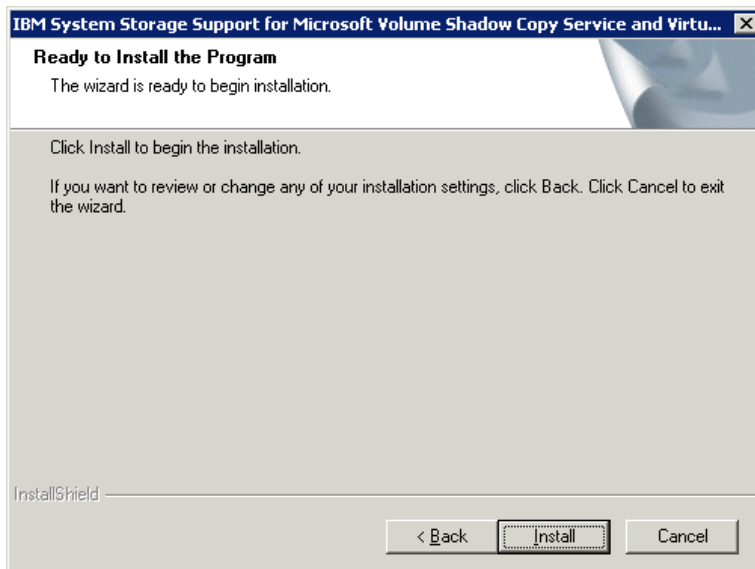 IBM System Storage Support for Microsoft Volume Shadow Copy Service and Virtu...
Ready to Install the Program
The wizard is ready to begin installation.
Click Install to begin the installation.
If you want to review or change any of your installation settings, click Back. Click Cancel to exit
the wizard.
InstallShield
< Back Install Cancel